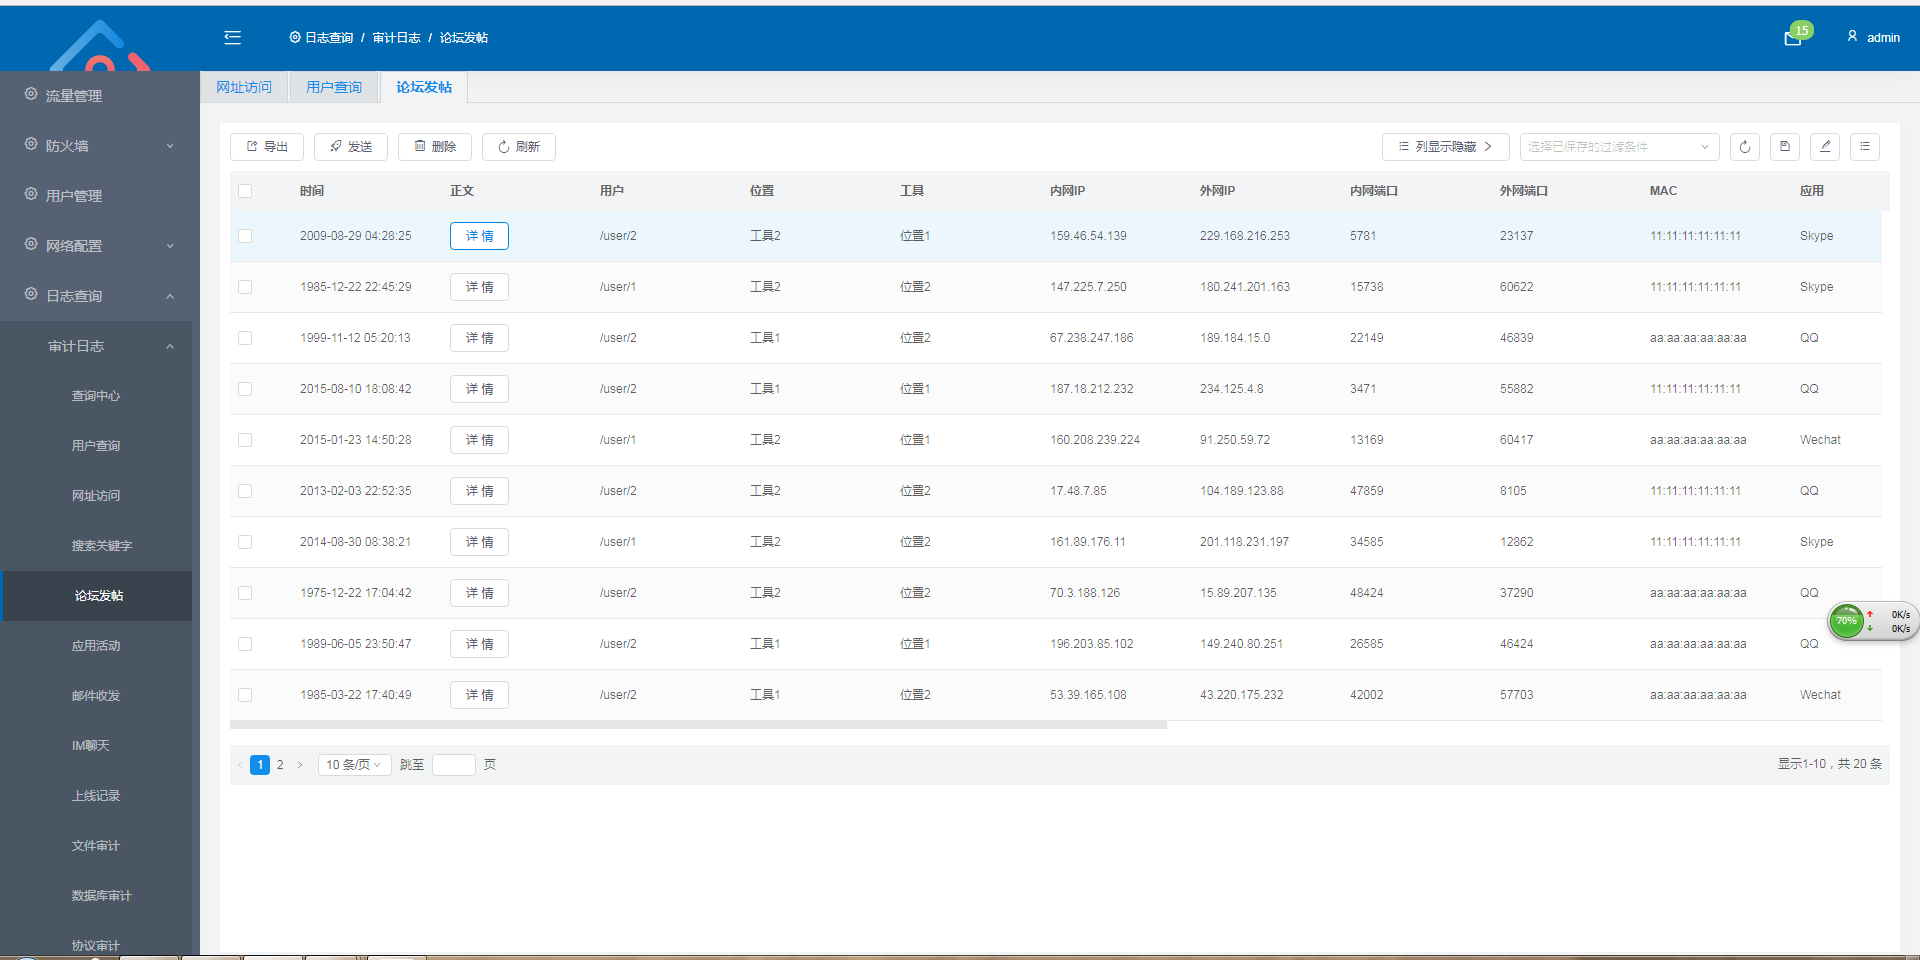 日志查询 / 审计日志 / 论坛发帖
15
admin
流量管理
防火墙
用户管理
网络配置
日志查询
审计日志
查询中心
用户查询
网址访问
搜索关键字
论坛发帖
应用活动
邮件收发
IM聊天
上线记录
文件审计
数据库审计
协议审计
网址访问 用户查询 论坛发帖
导出 发送 删除 刷新 列显示隐藏 选择已保存的过滤条件
时间 正文 用户 位置 工具 内网IP 外网IP 内网端口 外网端口 MAC 应用
2009-08-29 04:28:25 详 情 /user/2 工具2 位置1 159.46.54.139 229.168.216.253 5781 23137 11:11:11:11:11:11 Skype
1985-12-22 22:45:29 详 情 /user/1 工具2 位置2 147.225.7.250 180.241.201.163 15738 60622 11:11:11:11:11:11 Skype
1999-11-12 05:20:13 详 情 /user/2 工具1 位置2 67.238.247.186 189.184.15.0 22149 46839 aa:aa:aa:aa:aa:aa QQ
2015-08-10 18:08:42 详 情 /user/2 工具1 位置1 187.18.212.232 234.125.4.8 3471 55882 11:11:11:11:11:11 QQ
2015-01-23 14:50:28 详 情 /user/1 工具2 位置1 160.208.239.224 91.250.59.72 13169 60417 aa:aa:aa:aa:aa:aa Wechat
2013-02-03 22:52:35 详 情 /user/2 工具2 位置2 17.48.7.85 104.189.123.88 47859 8105 11:11:11:11:11:11 QQ
2014-08-30 08:38:21 详 情 /user/1 工具2 位置2 161.89.176.11 201.118.231.197 34585 12862 11:11:11:11:11:11 Skype
1975-12-22 17:04:42 详 情 /user/2 工具2 位置2 70.3.188.126 15.89.207.135 48424 37290 aa:aa:aa:aa:aa:aa QQ
1989-06-05 23:50:47 详 情 /user/2 工具1 位置1 196.203.85.102 149.240.80.251 26585 46424 aa:aa:aa:aa:aa:aa QQ
1985-03-22 17:40:49 详 情 /user/2 工具1 位置2 53.39.165.108 43.220.175.232 42002 57703 aa:aa:aa:aa:aa:aa Wechat
70% 0K/s
0K/s
1 2 10 条/页 跳至 页 显示1-10，共 20 条